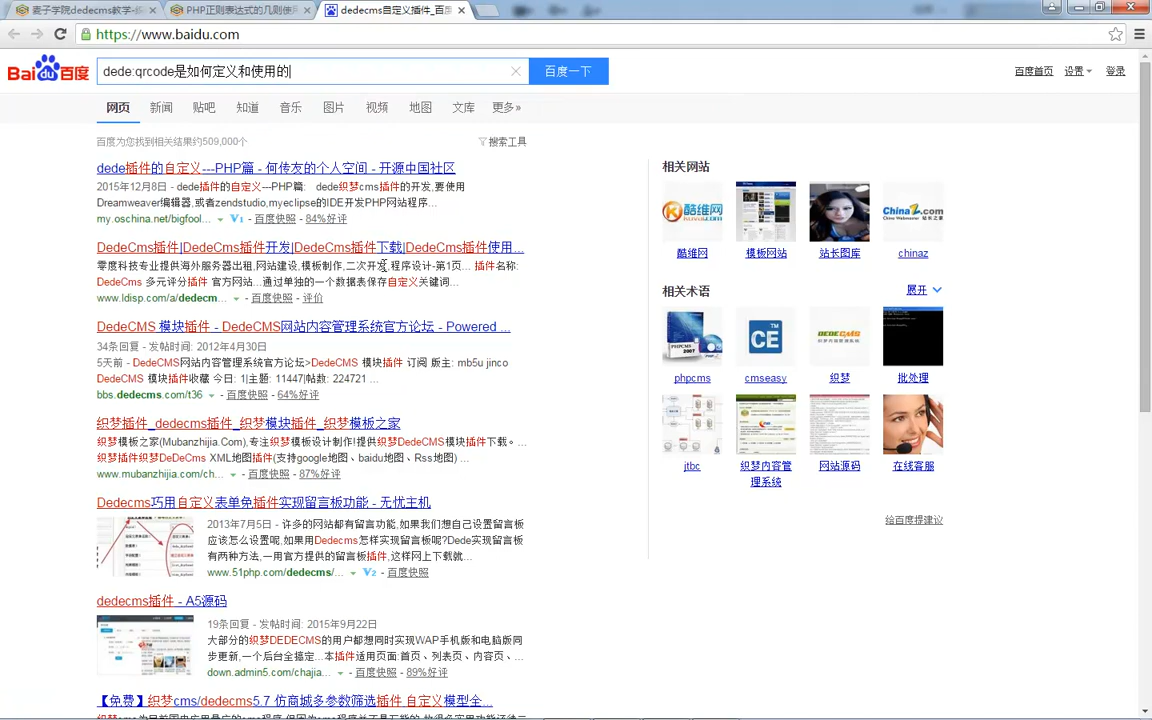 麦子学院dedecms教学-
PHP正则表达式的几则使
dedecms自定义插件_百
https://www.baidu.com
Bai du 百度
dede:qrcode是如何定义和使用的
百度一下
百度首页 设置 登录
网页 新闻 贴吧 知道 音乐 图片 视频 地图 文库 更多»
百度为您找到相关结果约509,000个
搜索工具
dede插件的自定义---PHP篇 - 何传友的个人空间 - 开源中国社区
2015年12月8日 - dede插件的自定义---PHP篇: dede织梦cms插件的开发,要使用
Dreamweaver编辑器,或者zendstudio,myeclipse的IDE开发PHP网站程序...
my.oschina.net/bigfool... V1 - 百度快照 - 84%好评
DedeCms插件|DedeCms插件开发|DedeCms插件下载|DedeCms插件使用...
零度科技专业提供海外服务器出租,网站建设,模板制作,二次开发,程序设计-第1页... 插件名称:
DedeCms 多元评分插件 官方网站...通过单独的一个数据表保存自定义关键词...
www.ldisp.com/a/dedecm... - 百度快照 - 评价
DedeCMS 模块插件 - DedeCMS网站内容管理系统官方论坛 - Powered ...
34条回复 - 发帖时间: 2012年4月30日
5天前 - DedeCMS网站内容管理系统官方论坛>DedeCMS 模块插件 订阅 版主: mb5u jinco
DedeCMS 模块插件收藏 今日: 1|主题: 11447|帖数: 224721 ...
bbs.dedecms.com/t36 - 百度快照 - 64%好评
织梦插件_dedecms插件_织梦模块插件_织梦模板之家
织梦模板之家(Mubanzhijia.Com),专注织梦模板设计制作!提供织梦DedeCMS模块插件下载。...
织梦插件织梦DeDeCms XML地图插件(支持google地图、baidu地图、Rss地图) ...
www.mubanzhijia.com/ch... - 百度快照 - 87%好评
Dedecms巧用自定义表单免插件实现留言板功能 - 无忧主机
2013年7月5日 - 许多的网站都有留言功能,如果我们想自己设置留言板
应该怎么设置呢,如果用Dedecms怎样实现留言板呢?Dede实现留言板
有两种方法,一用官方提供的留言板插件,这样网上下载就...
www.51php.com/dedecms/... V2 - 百度快照
dedecms插件 - A5源码
19条回复 - 发帖时间: 2015年9月22日
大部分的织梦DEDECMS的用户都想同时实现WAP手机版和电脑版同
步更新,一个后台全搞定...本插件适用页面:首页、列表页、内容页、...
down.admin5.com/chajia... - 百度快照 - 89%好评
【免费】织梦cms/dedecms5.7 仿商城多参数筛选插件 自定义模型全...
相关网站
酷维网
Kuvei.com
ChinaZ.com
酷维网 模板网站 站长图库 chinaz
相关术语 展开
PHPCMS
2007
CE
DEDECMS
phpcms cmseasy 织梦 批处理
jtbc 织梦内容管理系统 网站源码 在线客服
给百度提建议